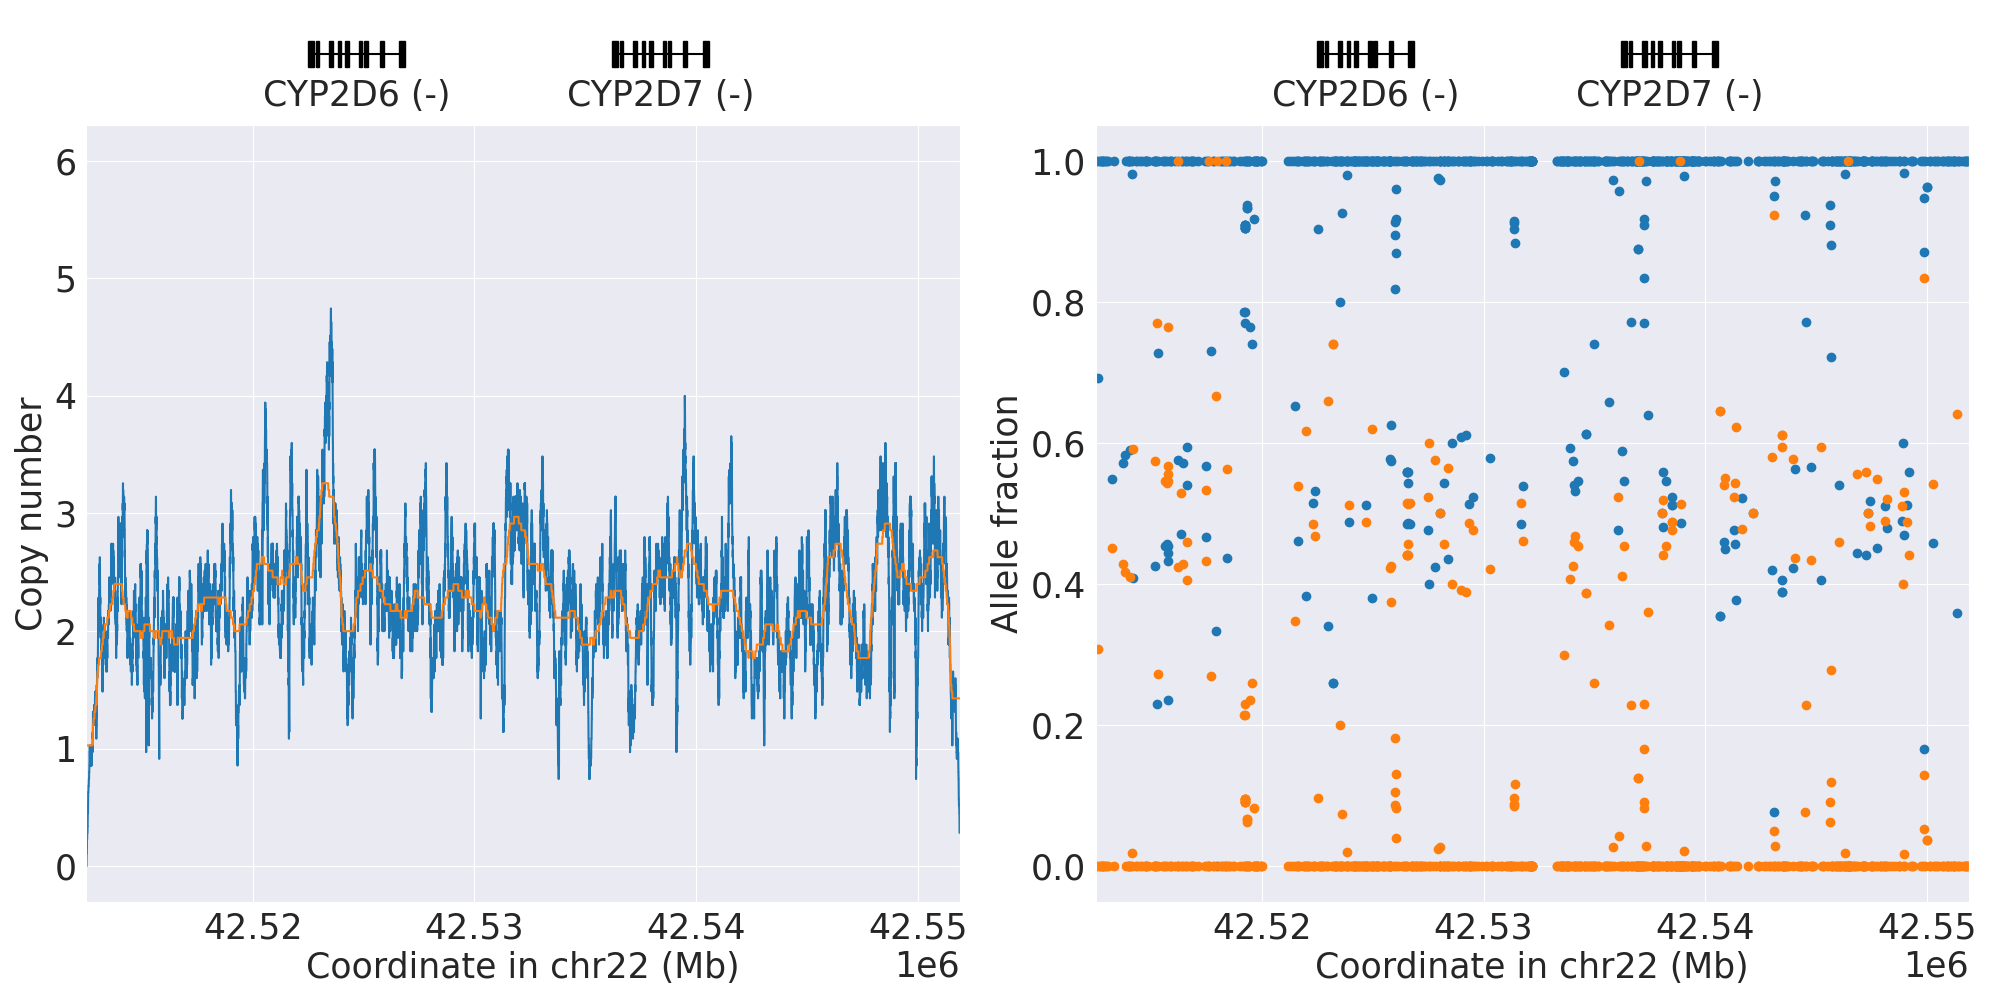 CYP2D6 (-)
CYP2D7 (-)
6
5
4
3
2
1
0
Copy number
42.52
42.53
42.54
42.55
1e6
Coordinate in chr22 (Mb)
CYP2D6 (-)
CYP2D7 (-)
1.0
0.8
0.6
0.4
0.2
0.0
Allele fraction
42.52
42.53
42.54
42.55
1e6
Coordinate in chr22 (Mb)